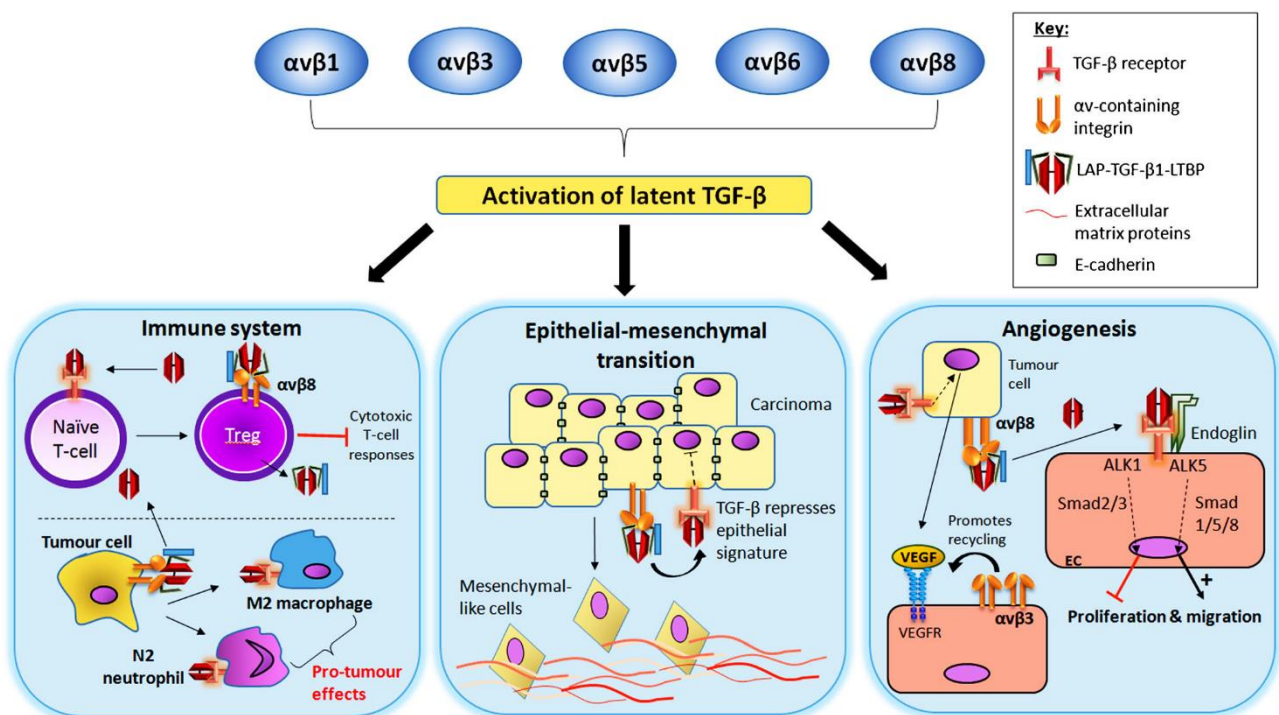 αvβ1
αvβ3
αvβ5
αvβ6
αvβ8
Activation of latent TGF-β
Key:
TGF-β receptor
αv-containing
integrin
LAP-TGF-β1-LTBP
Extracellular
matrix proteins
E-cadherin
Immune system
αvβ8
Naïve
T-cell
Treg
Cytotoxic
T-cell
responses
Tumour cell
M2 macrophage
N2
neutrophil
Pro-tumour
effects
Epithelial-mesenchymal
transition
Carcinoma
TGF-β represses
epithelial
signature
Mesenchymal-
like cells
Angiogenesis
Tumour
cell
αvβ8
Endoglin
ALK1
ALK5
Smad2/3
Smad
1/5/8
EC
+
Proliferation & migration
Promotes
recycling
VEGF
VEGFR
αvβ3